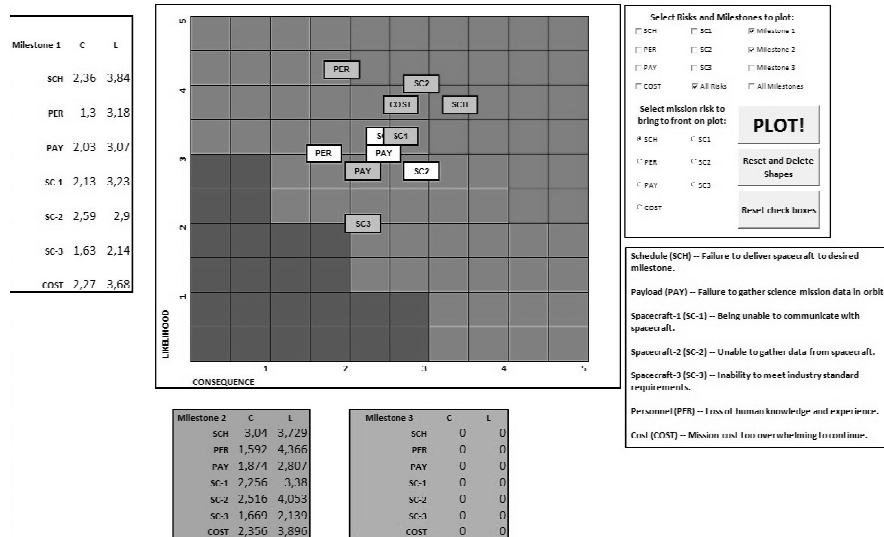 Milestone 1 C L
SCH 2,36 3,84
PER 1,3 3,18
PAY 2,03 3,07
SC-1 2,13 3,23
SC-2 2,59 2,9
SC-3 1,63 2,14
COST 2,27 3,68
5
4
3
2
1
LIKELIHOOD
PER
SC2
COST
SCH
SC1
PER
PAY
PAY
SC2
SC3
1 2 3 4 5
CONSEQUENCE
Select Risks and Milestones to plot:
SCH SC1 Milestone 1
PER SC2 Milestone 2
PAY SC3 Milestone 3
COST All Risks All Milestones
Select mission risk to
bring to front on plot:
SCH SC1
PER SC2
PAY SC3
COST
PLOT!
Reset and Delete
Shapes
Reset check boxes
Schedule (SCH) -- Failure to deliver spacecraft to desired
milestone.
Payload (PAY) -- Failure to gather science mission data in orbit
Spacecraft-1 (SC-1) -- Being unable to communicate with
spacecraft.
Spacecraft-2 (SC-2) -- Unable to gather data from spacecraft.
Spacecraft-3 (SC-3) -- Inability to meet industry standard
requirements.
Personnel (PER) -- Loss of human knowledge and experience.
Cost (COST) -- Mission cost too overwhelming to continue.
Milestone 2 C L
SCH 3,04 3,729
PER 1,592 4,366
PAY 1,874 2,807
SC-1 2,256 3,38
SC-2 2,516 4,053
SC-3 1,669 2,139
COST 2,356 3,896
Milestone 3 C L
SCH 0 0
PER 0 0
PAY 0 0
SC-1 0 0
SC-2 0 0
SC-3 0 0
COST 0 0